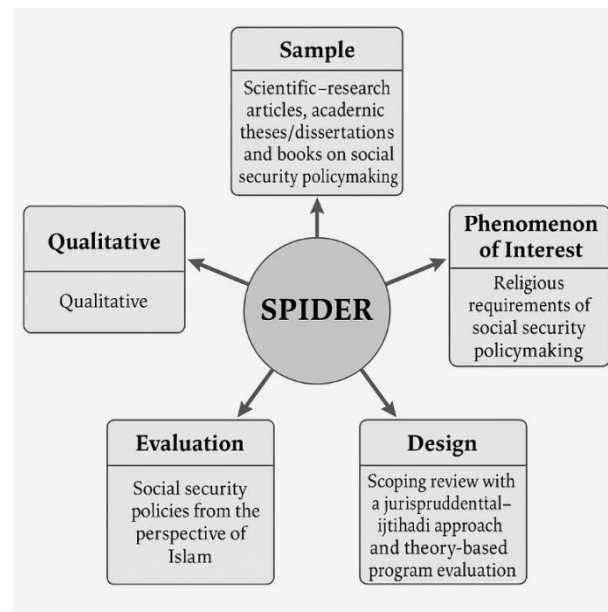 Sample
Scientific–research
articles, acadernic
theses/dissertations
and books on social
security policymaking
Qualitative
Qualitative
SPIDER
Phenomenon
of Interest
Religious
requirements of
social security
policymaking
Evaluation
Social security
policies from the
perspective of
Islam
Design
Scoping review with
a jurispruddenttial–
ijtihadi approach
and theory-based
program evaluation